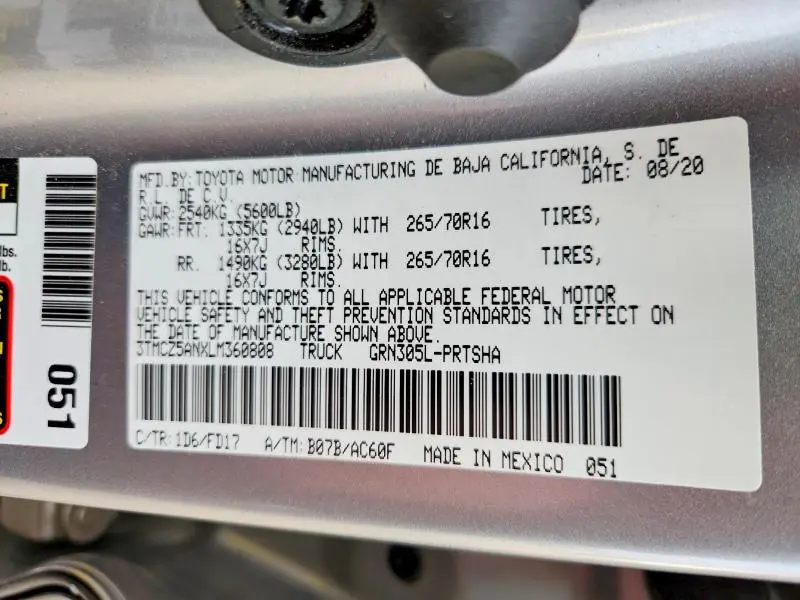 MFD.BY:TOYOTA MOTOR MANUFACTURING DE BAJA CALIFORNIA, S. DE
R.L. DE C.V. DATE: 08/20
GVWR:2540KG (5600LB)
GAWR:FRT: 1335KG (2940LB) WITH 265/70R16 TIRES,
16X7J RIMS.
RR. 1490KG (3280LB) WITH 265/70R16 TIRES,
16X7J RIMS.
THIS VEHICLE CONFORMS TO ALL APPLICABLE FEDERAL MOTOR
VEHICLE SAFETY AND THEFT PREVENTION STANDARDS IN EFFECT ON
THE DATE OF MANUFACTURE SHOWN ABOVE.
3TMCZ5ANXLM360808 TRUCK GRN305L-PRTSHA
C/TR:1D6/FD17 A/TM:B07B/AC60F MADE IN MEXICO 051
051
lbs.
lb.